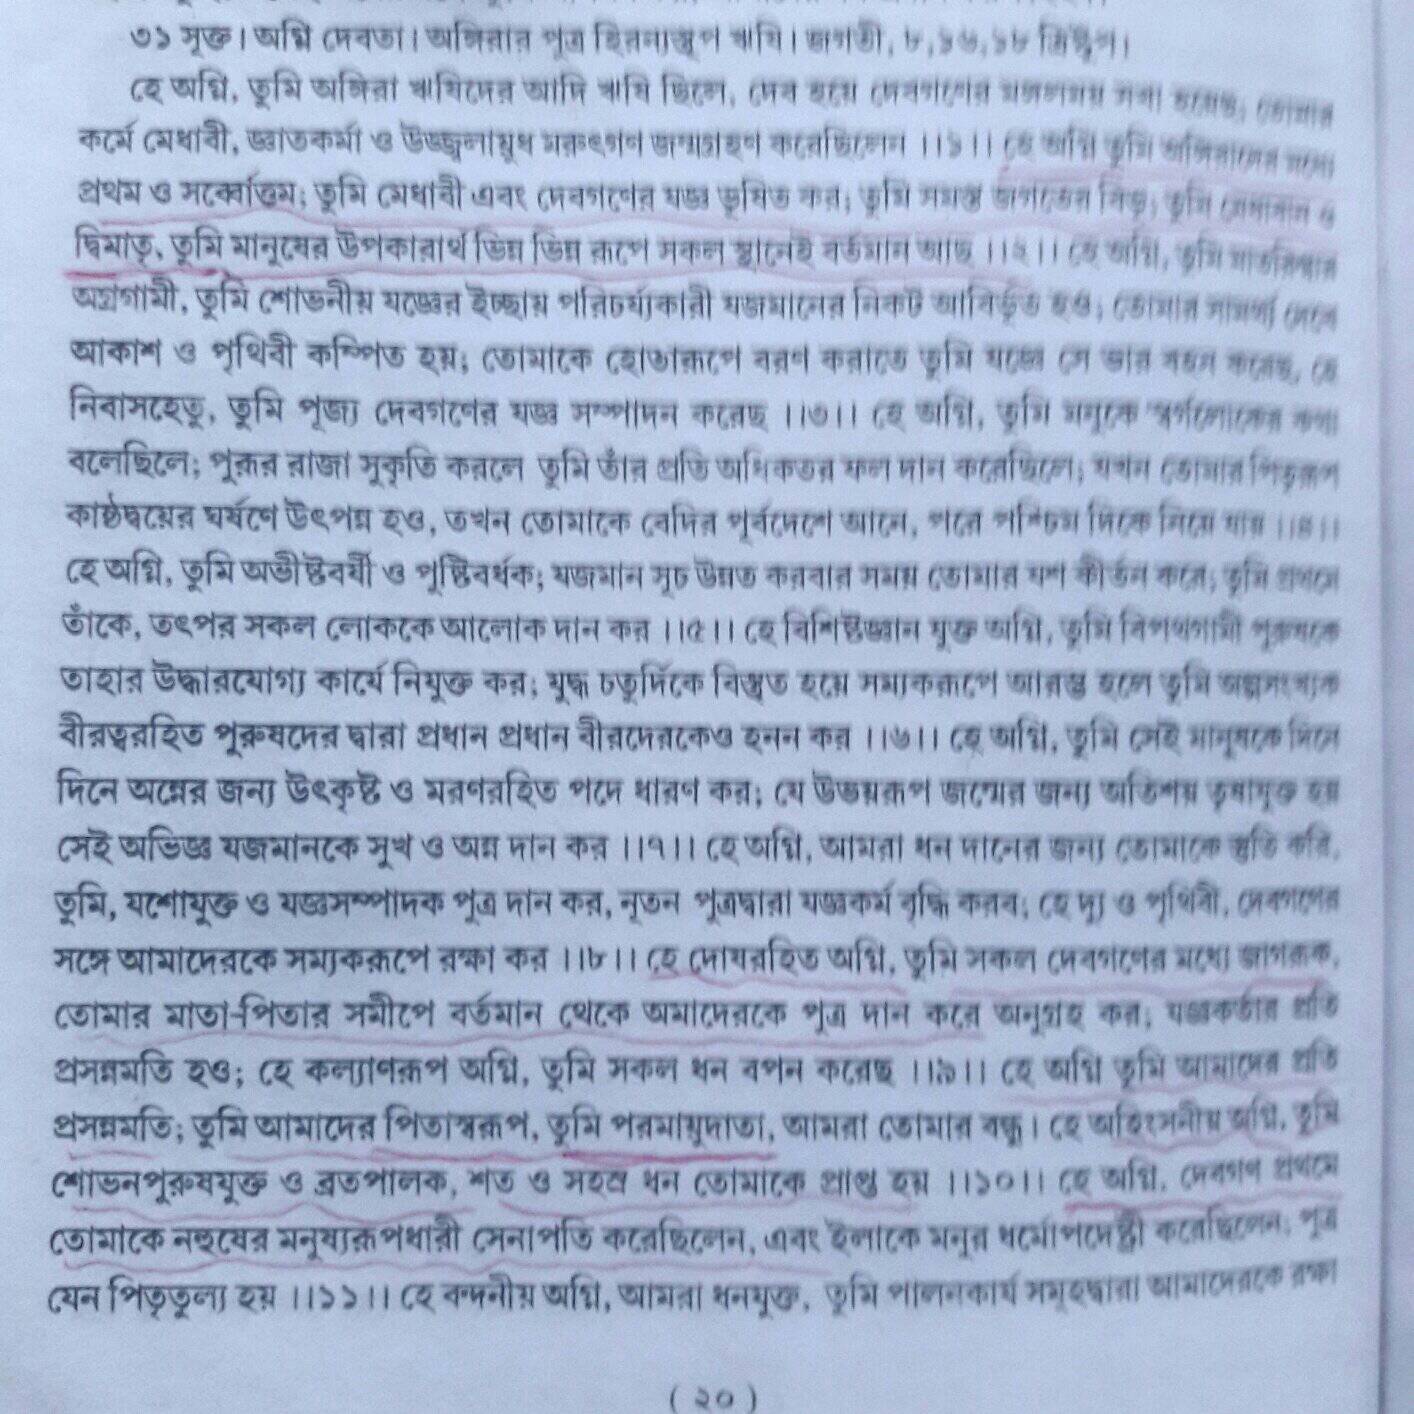 ৩১ সূক্ত। অগ্নি দেবতা। অঙ্গিরার পুত্র হিরন্যস্তূপ ঋষি। জগতী, ৮,১৬,১৮ ত্রিষ্টুপ।
হে অগ্নি, তুমি অঙ্গিরা ঋষিদের আদি ঋষি ছিলে, দেব হয়ে দেবগণের মঙ্গলময় সখা হয়েছ; তোমার
কর্মে মেধাবী, জ্ঞাতকর্মা ও উজ্জ্বলায়ুধ মরুৎগণ জন্মগ্রহণ করেছিলেন ।।১।। হে অগ্নি তুমি অঙ্গিরাদের মধ্যে
প্রথম ও সর্ব্বোত্তম; তুমি মেধাবী এবং দেবগণের যজ্ঞ ভূষিত কর; তুমি সমস্ত জগতের বিভু; তুমি মেধাবান ও
দ্বিমাতৃ, তুমি মানুষের উপকারার্থ ভিন্ন ভিন্ন রূপে সকল স্থানেই বর্তমান আছ ।।২।। হে অগ্নি, তুমি মাতরিশ্বার
অগ্রগামী, তুমি শোভনীয় যজ্ঞের ইচ্ছায় পরিচর্য্যকারী যজমানের নিকট আবির্ভূত হও; তোমার সামর্থ্য দেখে
আকাশ ও পৃথিবী কম্পিত হয়; তোমাকে হোতারূপে বরণ করাতে তুমি যজ্ঞে সে ভার বহন করেছ, হে
নিবাসহেতু, তুমি পূজ্য দেবগণের যজ্ঞ সম্পাদন করেছ ।।৩।। হে অগ্নি, তুমি মনুকে স্বর্গলোকের কথা
বলেছিলে; পুরূর রাজা সুকৃতি করলে তুমি তাঁর প্রতি অধিকতর ফল দান করেছিলে; যখন তোমার পিতৃরূপ
কাষ্ঠদ্বয়ের ঘর্ষণে উৎপন্ন হও, তখন তোমাকে বেদির পূর্বদেশে আনে, পরে পশ্চিম দিকে নিয়ে যায় ।।৪।।
হে অগ্নি, তুমি অভীষ্টবর্ষী ও পুষ্টিবর্ধক; যজমান সূচ উন্নত করবার সময় তোমার যশ কীর্তন করে; তুমি প্রথমে
তাঁকে, তৎপর সকল লোককে আলোক দান কর ।।৫।। হে বিশিষ্টজ্ঞান যুক্ত অগ্নি, তুমি বিপথগামী পুরুষকে
তাহার উদ্ধারযোগ্য কার্যে নিযুক্ত কর; যুদ্ধ চতুর্দিকে বিস্তৃত হয়ে সম্যকরূপে আরম্ভ হলে তুমি অল্পসংখ্যক
বীরত্বরহিত পুরুষদের দ্বারা প্রধান প্রধান বীরদেরকেও হনন কর ।।৬।। হে অগ্নি, তুমি সেই মানুষকে দিনে
দিনে অন্নের জন্য উৎকৃষ্ট ও মরণরহিত পদে ধারণ কর; যে উভয়রূপ জন্মের জন্য অতিশয় তৃষাযুক্ত হয়
সেই অভিজ্ঞ যজমানকে সুখ ও অন্ন দান কর ।।৭।। হে অগ্নি, আমরা ধন দানের জন্য তোমাকে স্তুতি করি,
তুমি, যশোযুক্ত ও যজ্ঞসম্পাদক পুত্র দান কর, নূতন পুত্রদ্বারা যজ্ঞকর্ম বৃদ্ধি করব; হে দ্যু ও পৃথিবী, দেবগণের
সঙ্গে আমাদেরকে সম্যকরূপে রক্ষা কর ।।৮।। হে দোষরহিত অগ্নি, তুমি সকল দেবগণের মধ্যে জাগরূক,
তোমার মাতা-পিতার সমীপে বর্তমান থেকে অমাদেরকে পুত্র দান করে অনুগ্রহ কর; যজ্ঞকর্তার প্রতি
প্রসন্নমতি হও; হে কল্যাণরূপ অগ্নি, তুমি সকল ধন বপন করেছ ।।৯।। হে অগ্নি তুমি আমাদের প্রতি
প্রসন্নমতি; তুমি আমাদের পিতাস্বরূপ, তুমি পরমায়ুদাতা, আমরা তোমার বন্ধু। হে অহিংসনীয় অগ্নি, তুমি
শোভনপুরুষযুক্ত ও ব্রতপালক, শত ও সহস্র ধন তোমাকে প্রাপ্ত হয় ।।১০।। হে অগ্নি, দেবগণ প্রথমে
তোমাকে নহুষের মনুষ্যরূপধারী সেনাপতি করেছিলেন, এবং ইলাকে মনুর ধর্মোপদেষ্ট্রী করেছিলেন; পুত্র
যেন পিতৃতুল্য হয় ।।১১।। হে বন্দনীয় অগ্নি, আমরা ধনযুক্ত, তুমি পালনকার্য সমূহদ্বারা আমাদেরকে রক্ষা
( ২০ )